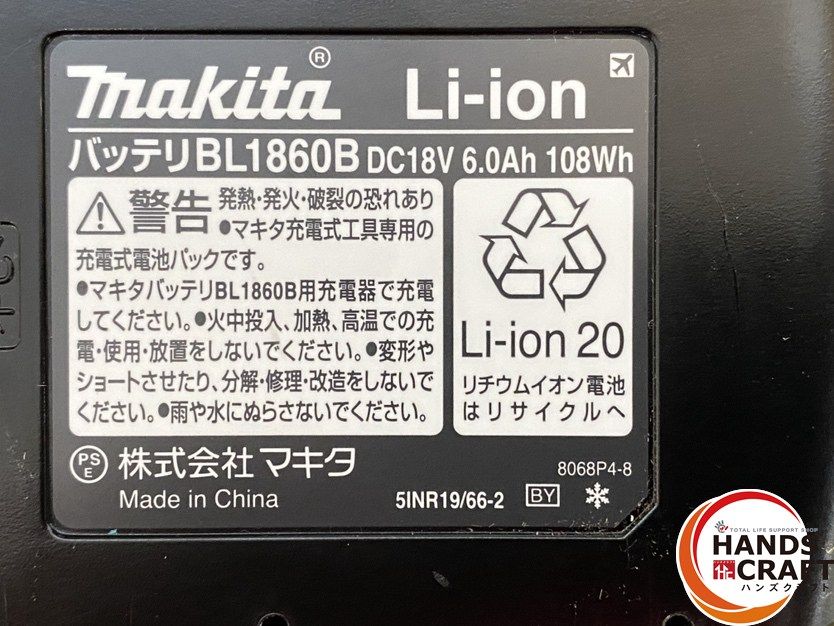 makita® Li-ion
バッテリBL1860B DC18V 6.0Ah 108Wh
警告 発熱・発火・破裂の恐れあり
●マキタ充電式工具専用の
充電式電池パックです。
●マキタバッテリBL1860B用充電器で充電
してください。●火中投入、加熱、高温での充
電・使用・放置をしないでください。●変形や
ショートさせたり、分解・修理・改造をしないで
ください。●雨や水にぬらさないでください。
Li-ion 20
リチウムイオン電池
はリサイクルへ
PS
E
株式会社マキタ
8068P4-8
Made in China
5INR19/66-2 BY
TOTAL LIFE SUPPORT SHOP
HANDS
CRAFT
ハンズクラフト